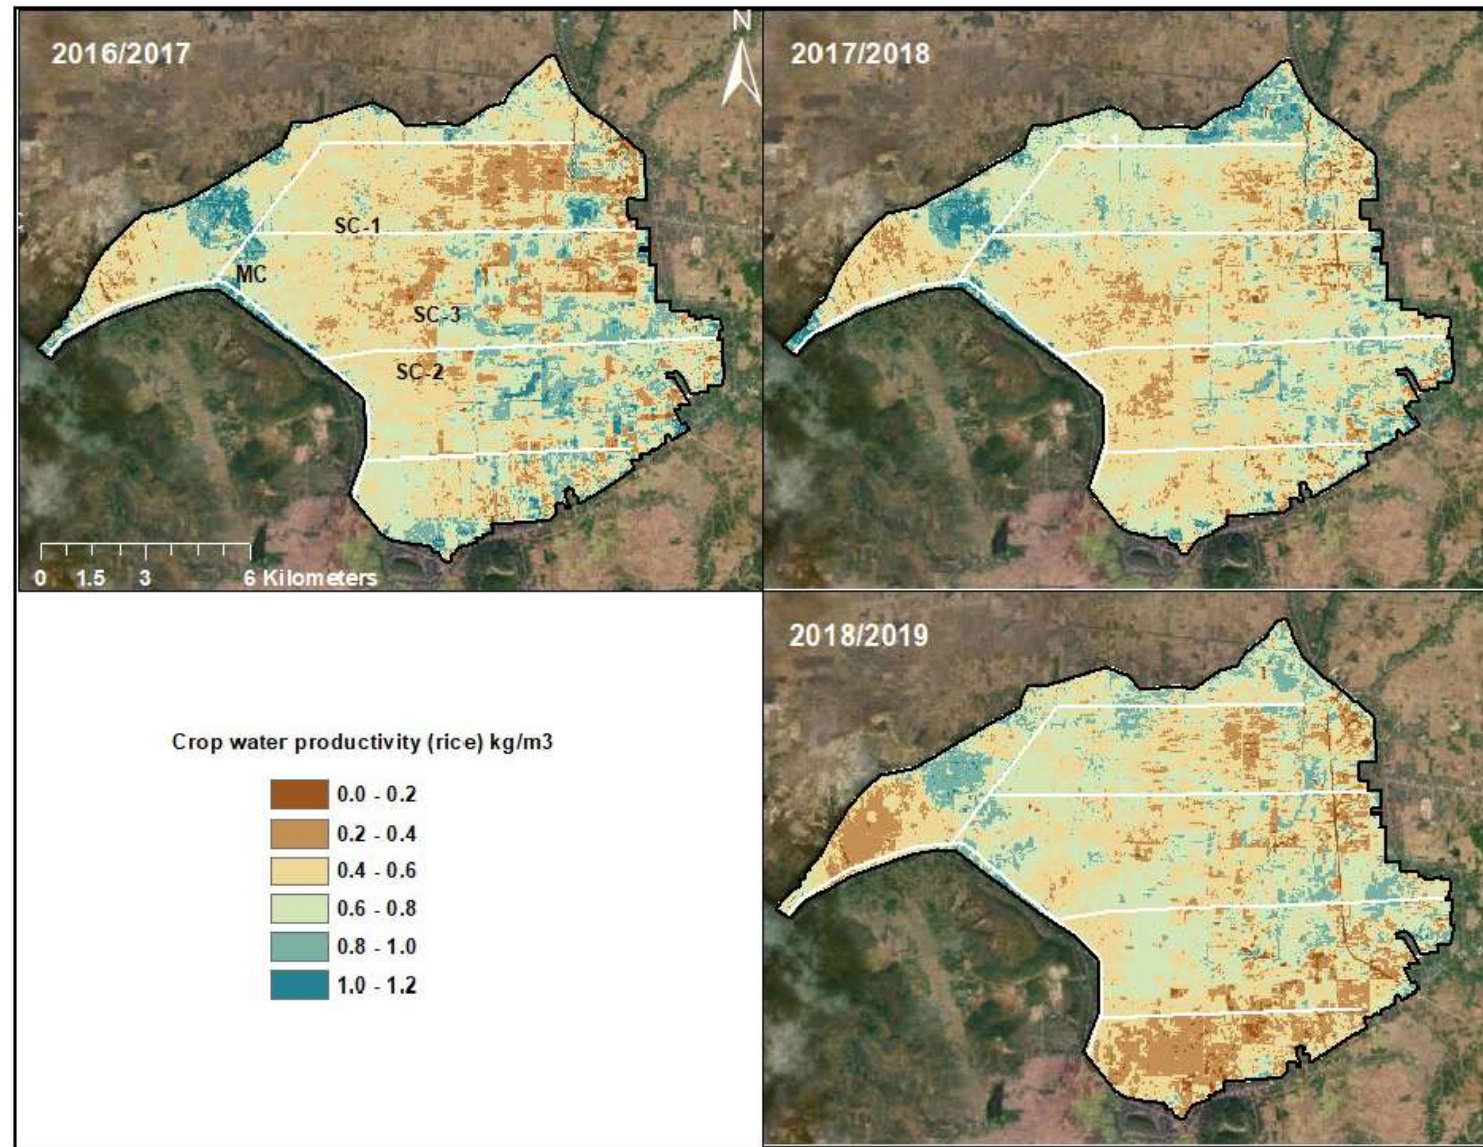 2016/2017
N
SC-1
MC
SC-3
SC-2
0 1.5 3 6 Kilometers
2017/2018
2018/2019
Crop water productivity (rice) kg/m3
0.0 - 0.2
0.2 - 0.4
0.4 - 0.6
0.6 - 0.8
0.8 - 1.0
1.0 - 1.2